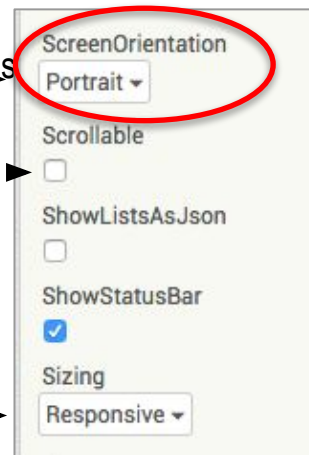 ScreenOrientation
s
Portrait
Scrollable
ShowListsAsJson
ShowStatusBar
Sizing
Responsive